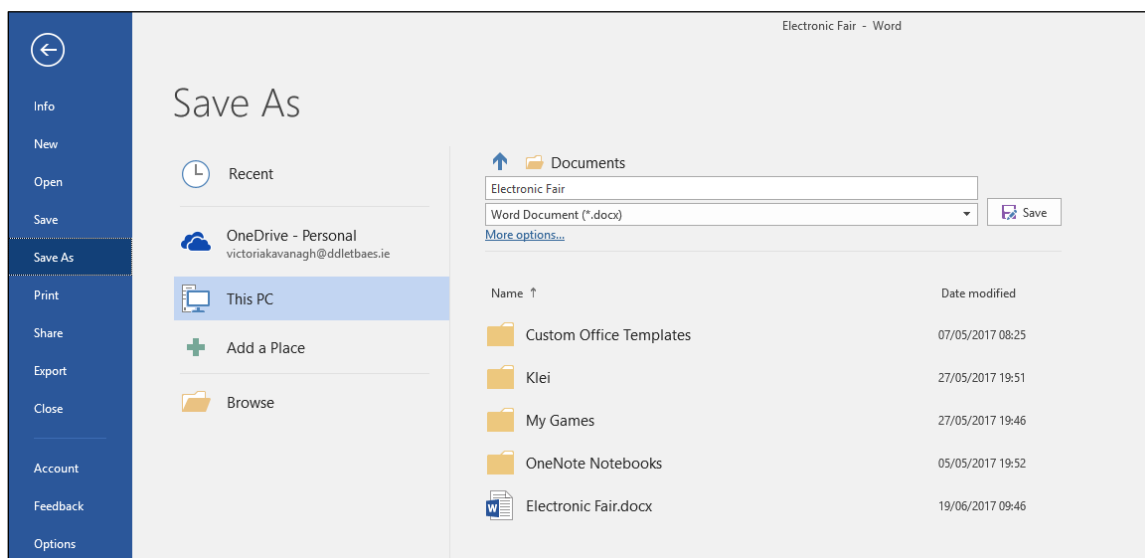 Electronic Fair - Word
Info
New
Open
Save
Save As
Print
Share
Export
Close
Account
Feedback
Options
Save As
Recent
OneDrive - Personal
victoriakavanagh@ddletbaes.ie
This PC
Add a Place
Browse
Documents
Electronic Fair
Word Document (*.docx)
Save
More options...
Name ↑ Date modified
Custom Office Templates 07/05/2017 08:25
Klei 27/05/2017 19:51
My Games 27/05/2017 19:46
OneNote Notebooks 05/05/2017 19:52
Electronic Fair.docx 19/06/2017 09:46